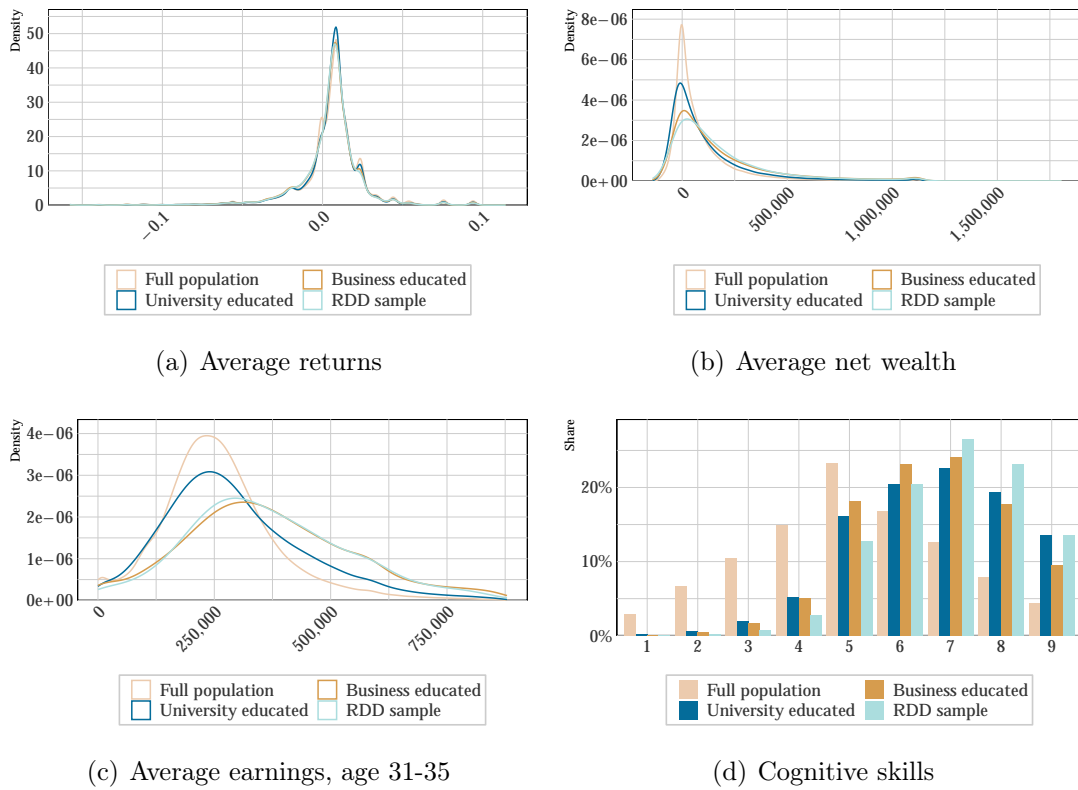 Density
50
40
30
20
10
0
−0.1
0.0
0.1
Full population
Business educated
University educated
RDD sample
(a) Average returns
Density
8e−06
6e−06
4e−06
2e−06
0e+00
0
500,000
1,000,000
1,500,000
Full population
Business educated
University educated
RDD sample
(b) Average net wealth
Density
4e−06
3e−06
2e−06
1e−06
0e+00
0
250,000
500,000
750,000
Full population
Business educated
University educated
RDD sample
(c) Average earnings, age 31-35
Share
20%
10%
0%
1 2 3 4 5 6 7 8 9
Full population
Business educated
University educated
RDD sample
(d) Cognitive skills